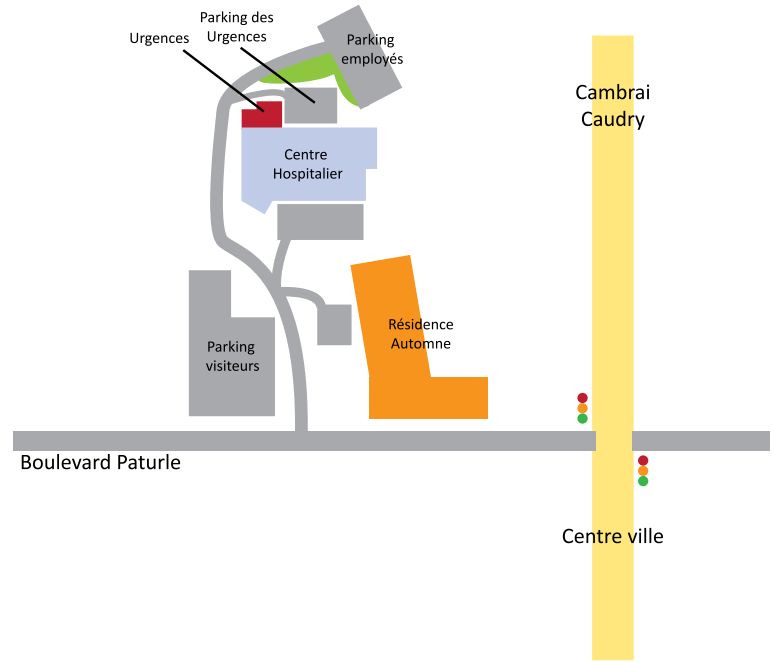 Parking des
Urgences
Urgences
Parking
employés
Cambrai
Caudry
Centre
Hospitalier
Résidence
Automne
Parking
visiteurs
Boulevard Paturle
Centre ville